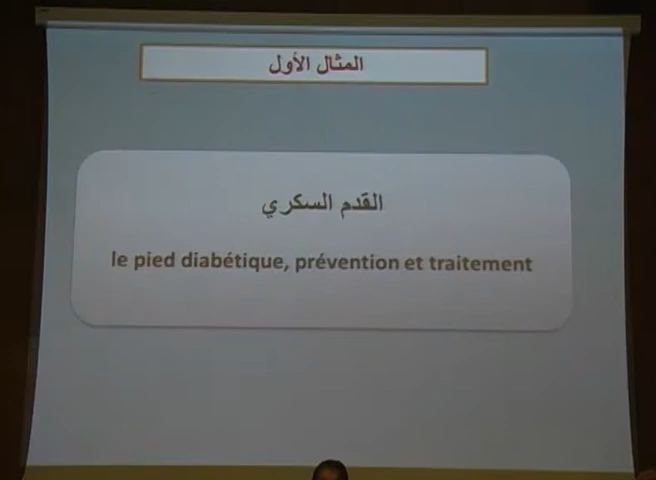 المثال الأول
القدم السكري
le pied diabétique, prévention et traitement